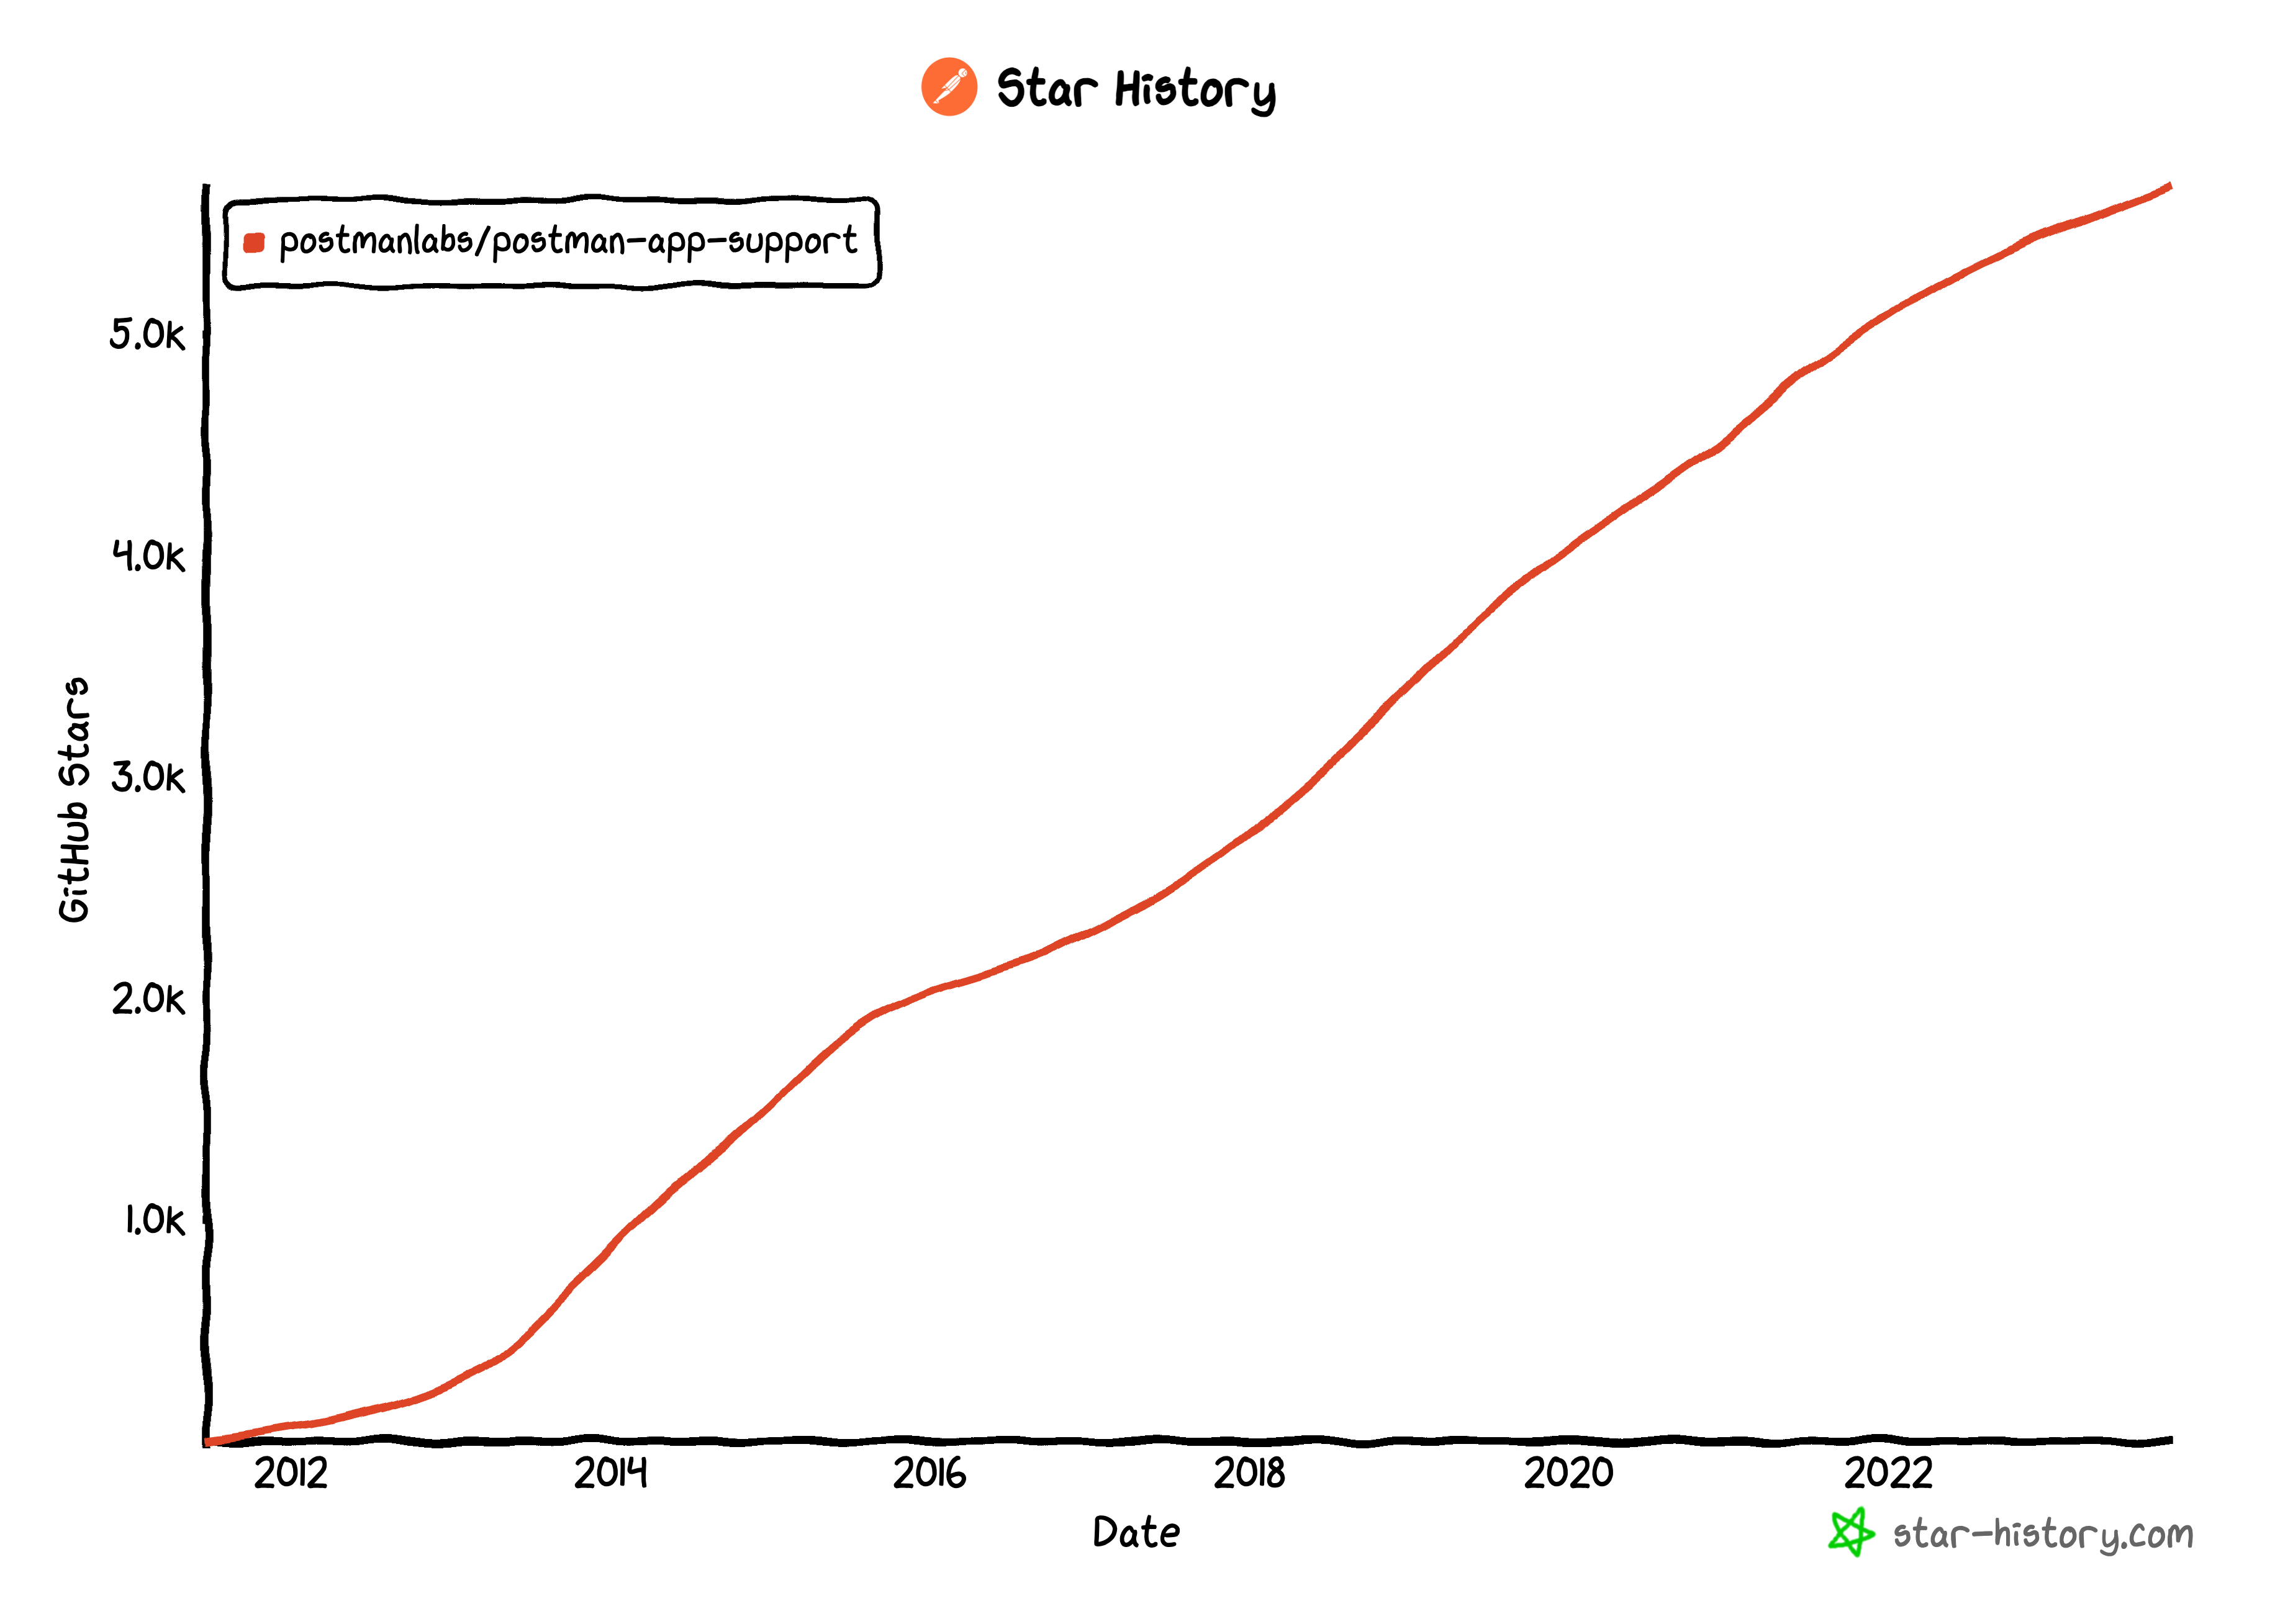 Star History
postmanlabs/postman-app-support
5.0K
4.0K
3.0K
2.0K
1.0K
GitHub Stars
2012 2014 2016 2018 2020 2022
Date
star-history.com